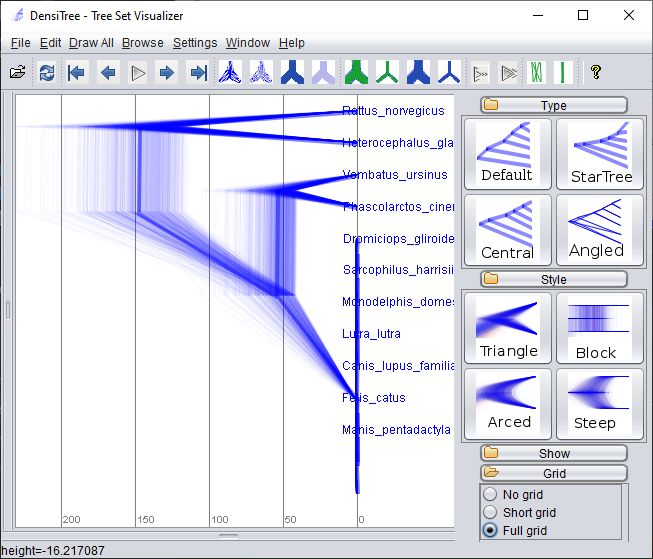 DensiTree - Tree Set Visualizer
File Edit Draw All Browse Settings Window Help
?
Type
Default
StarTree
Central
Angled
Style
Triangle
Block
Arced
Steep
Show
Grid
No grid
Short grid
Full grid
Rattus_norvegicus
Heterocephalus_gla
Vombatus_ursinus
Phascolarctos_ciner
Dromiciops_gliroide
Sarcophilus_harrisii
Monodelphis_domes
Lutra_lutra
Canis_lupus_familia
Felis_catus
Manis_pentadactyla
200 150 100 50 0
height=-16.217087